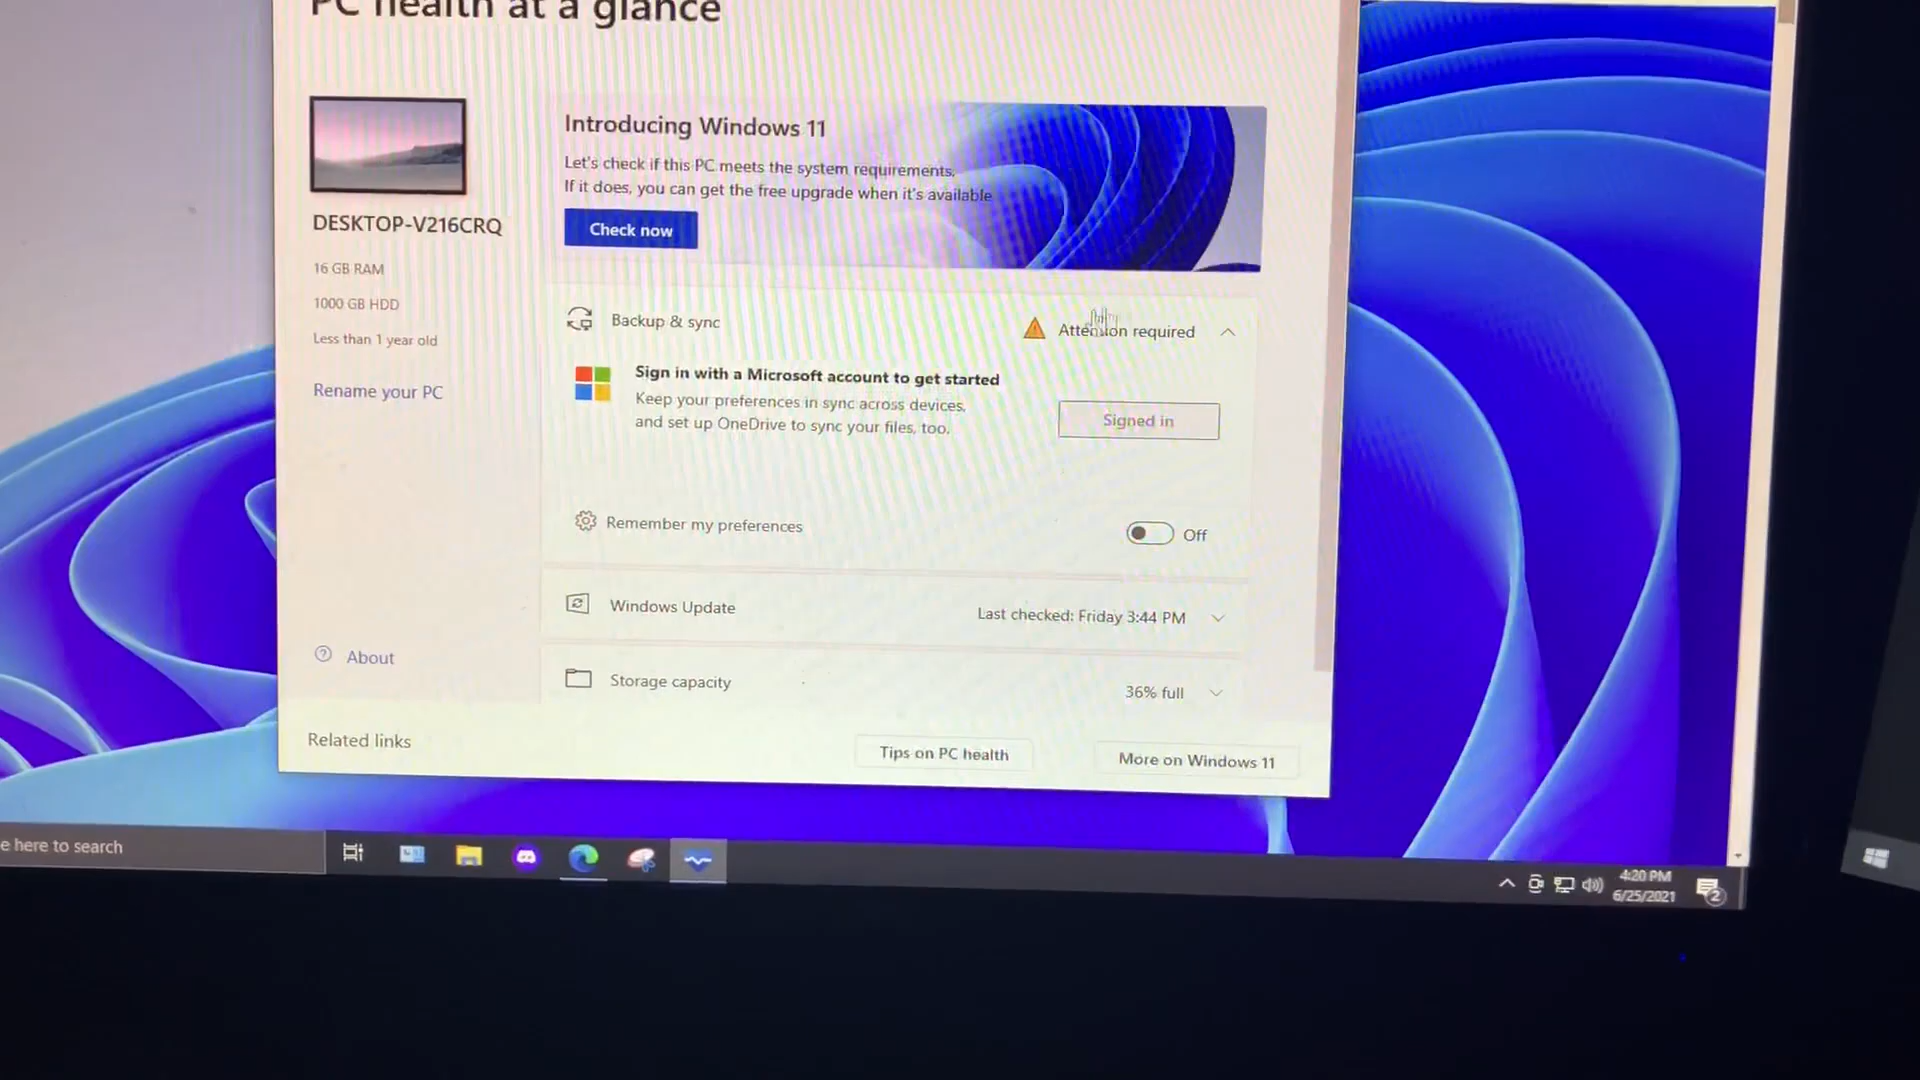 PC health at a glance
Introducing Windows 11
Let's check if this PC meets the system requirements.
If it does, you can get the free upgrade when it's available
Check now
DESKTOP-V216CRQ
16 GB RAM
1000 GB HDD
Less than 1 year old
Rename your PC
Backup & sync
Attention required
Sign in with a Microsoft account to get started
Keep your preferences in sync across devices,
and set up OneDrive to sync your files, too.
Signed in
Remember my preferences
Off
Windows Update
Last checked: Friday 3:44 PM
About
Storage capacity
36% full
Related links
Tips on PC health
More on Windows 11
e here to search
4:20 PM
6/25/2021
2